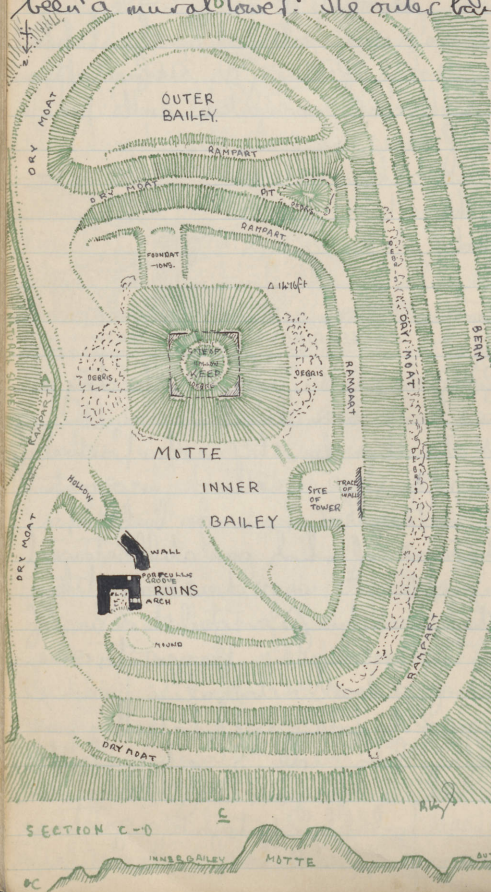 been a mural tower. The outer
OUTER
BAILEY.
DRY MOAT
RAMPART
DRY MOAT
PIT
RAMPART
FOUNDAT
-IONS.
DEBRIS
KEEP
DEBRIS
RAMPART
DRY MOAT
BERM
RAMPART
MOTTE
INNER
BAILEY
SITE
OF
TOWER
TRACE
OF
WALL
HOLLOW
DRY MOAT
WALL
PORTCULLIS
GROOVE
RUINS
ARCH
MOUND
RAMPART
DRY MOAT
C
SECTION C-D
INNER BAILEY
MOTTE
C